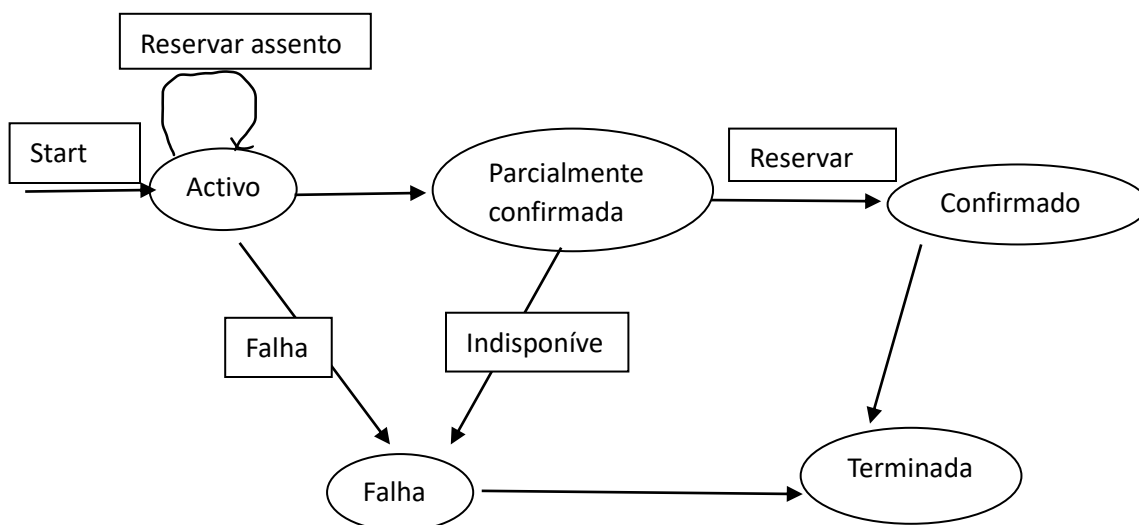 Reservar assento
Start
Activo
Parcialmente
confirmada
Reservar
Confirmado
Falha
Indisponíve
Falha
Terminada